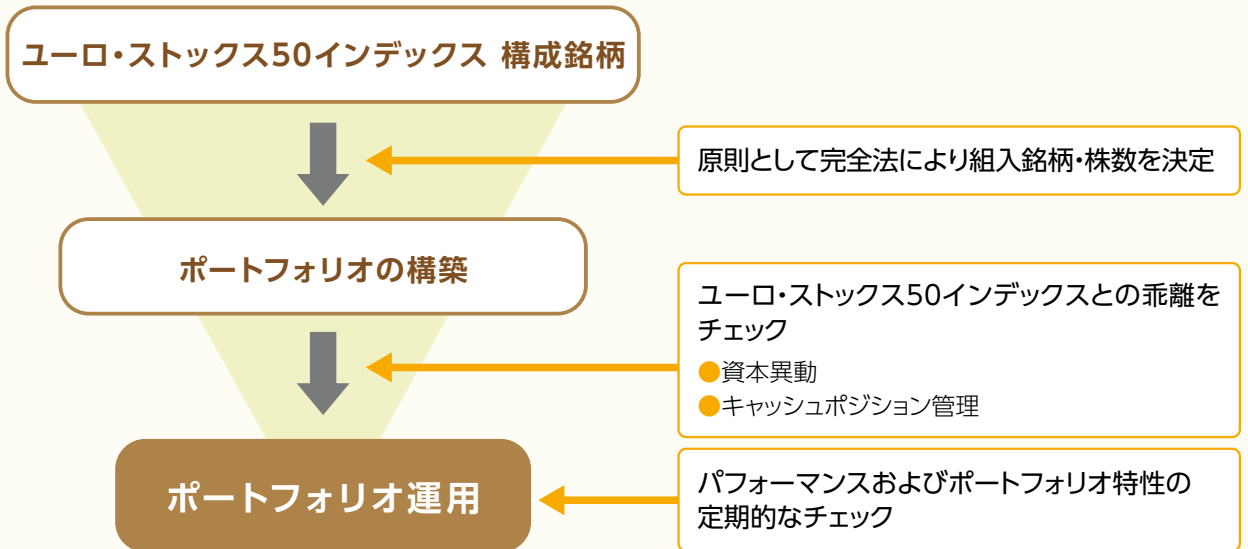 ユーロ・ストックス50インデックス 構成銘柄
原則として完全法により組入銘柄・株数を決定
ポートフォリオの構築
ユーロ・ストックス50インデックスとの乖離を
チェック
●資本異動
●キャッシュポジション管理
ポートフォリオ運用
パフォーマンスおよびポートフォリオ特性の
定期的なチェック